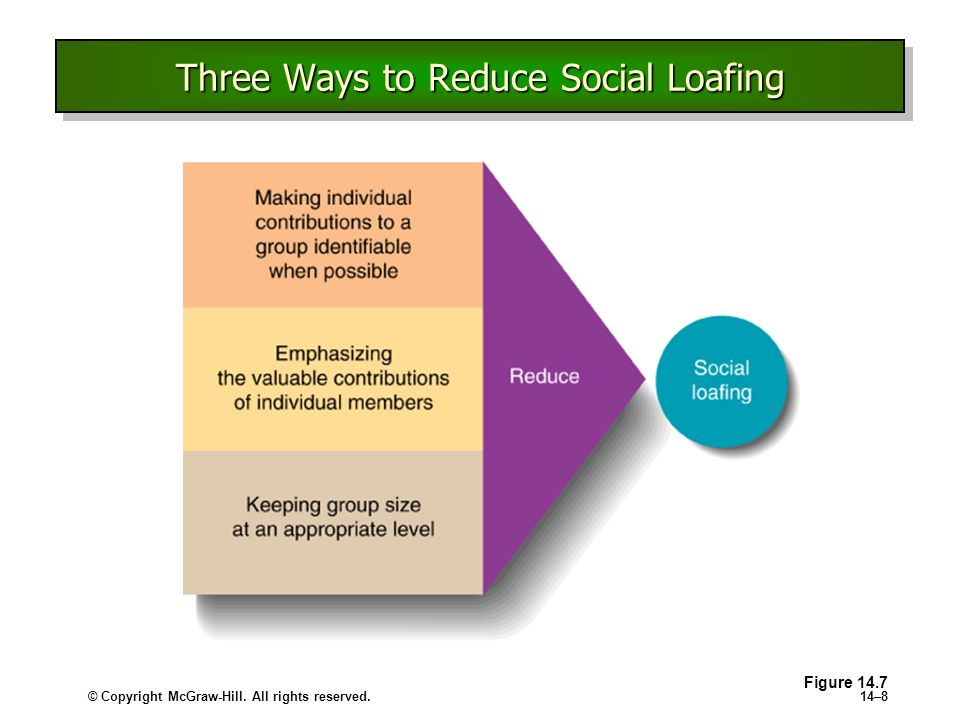 Three Ways to Reduce Social Loafing
Making individual
contributions to a
group identifiable
when possible
Emphasizing
the valuable contributions
of individual members
Keeping group size
at an appropriate level
Reduce
Social
loafing
Figure 14.7
© Copyright McGraw-Hill. All rights reserved.
14–8